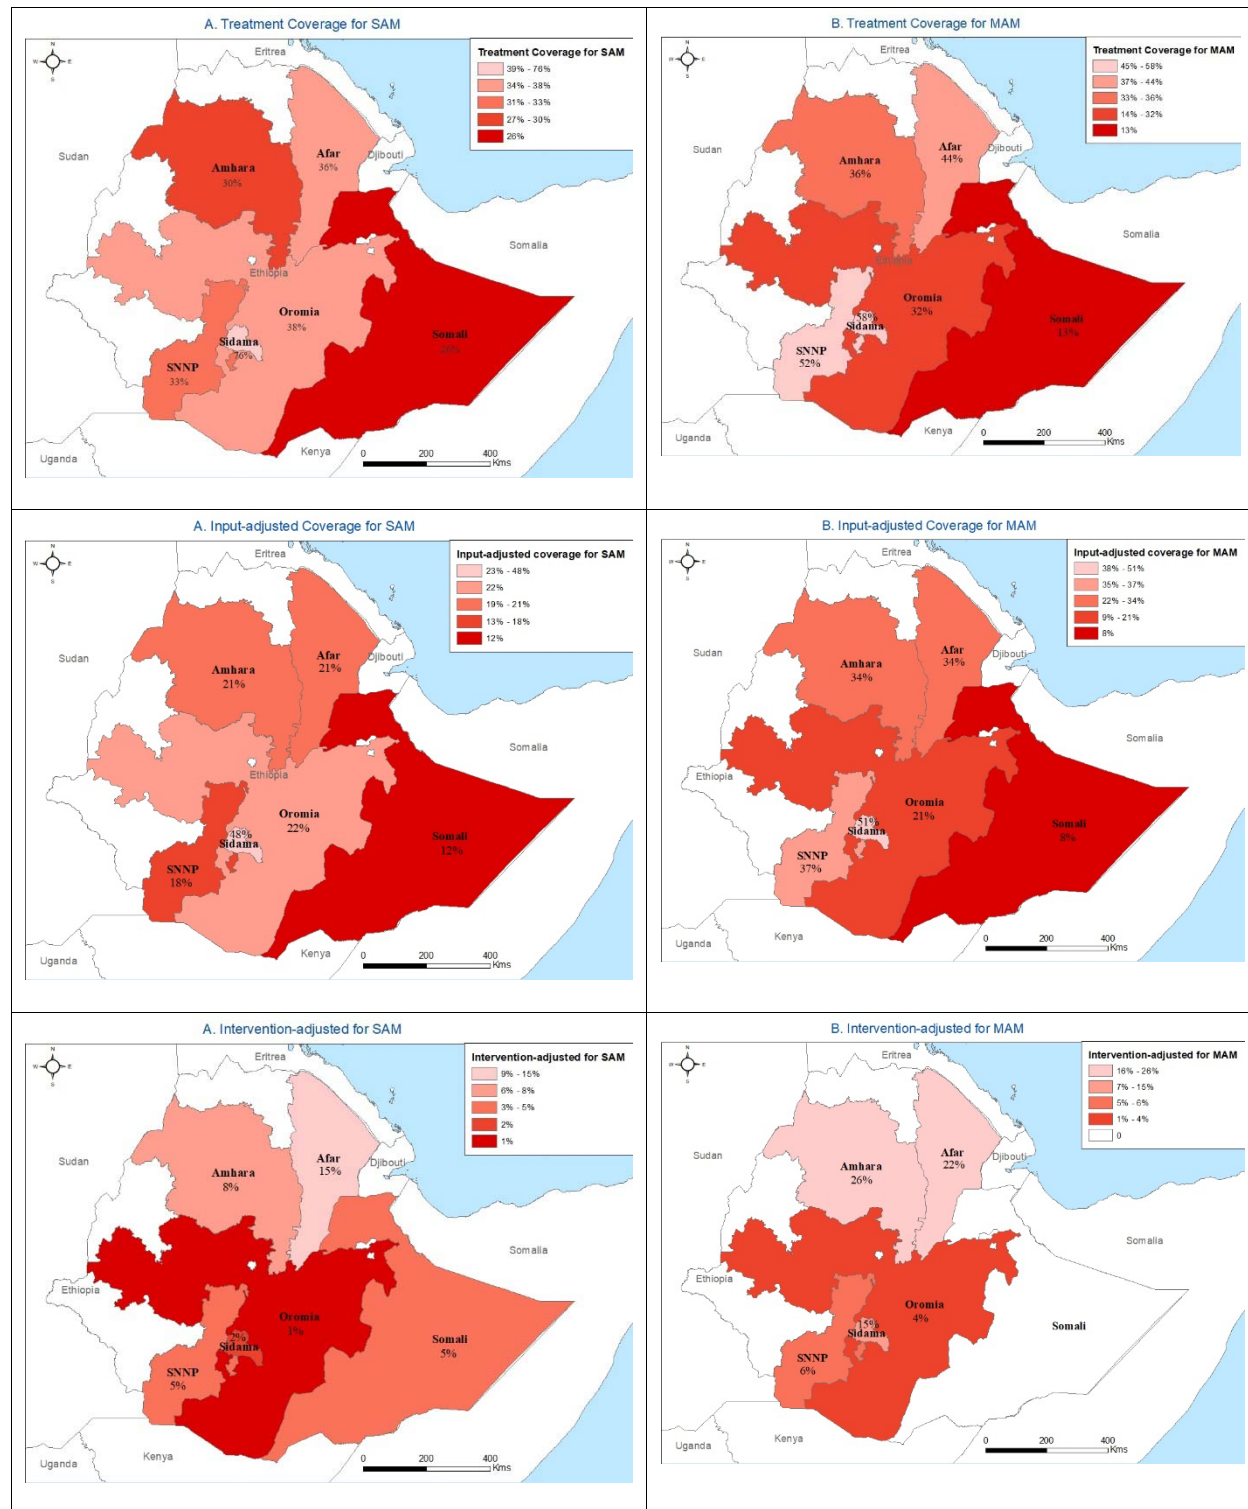 A. Treatment Coverage for SAM
N
W E
S
Treatment Coverage for SAM
39% - 76%
34% - 38%
31% - 33%
27% - 30%
26%
Eritrea
Sudan
Djibouti
Somalia
Ethiopia
Kenya
Uganda
Amhara
30%
Afar
36%
Oromia
38%
Sidama
76%
SNNP
33%
Somali
26%
0 200 400
Kms
B. Treatment Coverage for MAM
N
W E
S
Treatment Coverage for MAM
45% - 58%
37% - 44%
33% - 36%
14% - 32%
13%
Eritrea
Sudan
Djibouti
Somalia
Ethiopia
Kenya
Uganda
Amhara
36%
Afar
44%
Oromia
32%
58%
Sidama
SNNP
52%
Somali
13%
0 200 400
Kms
A. Input-adjusted Coverage for SAM
N
W E
S
Input-adjusted coverage for SAM
23% - 48%
22%
19% - 21%
13% - 18%
12%
Eritrea
Sudan
Djibouti
Somalia
Ethiopia
Kenya
Uganda
Amhara
21%
Afar
21%
Oromia
22%
48%
Sidama
SNNP
18%
Somali
12%
0 200 400
Kms
B. Input-adjusted Coverage for MAM
N
W E
S
Input-adjusted coverage for MAM
38% - 51%
35% - 37%
22% - 34%
9% - 21%
8%
Eritrea
Sudan
Djibouti
Somalia
Ethiopia
Kenya
Uganda
Amhara
34%
Afar
34%
Oromia
21%
51%
Sidama
SNNP
37%
Somali
8%
0 200 400
Kms
A. Intervention-adjusted for SAM
N
W E
S
Intervention-adjusted for SAM
9% - 15%
6% - 8%
3% - 5%
2%
1%
Eritrea
Sudan
Djibouti
Somalia
Ethiopia
Kenya
Uganda
Amhara
8%
Afar
15%
Oromia
1%
2%
Sidama
SNNP
5%
Somali
5%
0 200 400
Kms
B. Intervention-adjusted for MAM
N
W E
S
Intervention-adjusted for MAM
16% - 26%
7% - 15%
5% - 6%
1% - 4%
0
Eritrea
Sudan
Djibouti
Somalia
Ethiopia
Kenya
Uganda
Amhara
26%
Afar
22%
Oromia
4%
15%
Sidama
SNNP
6%
Somali
0 200 400
Kms